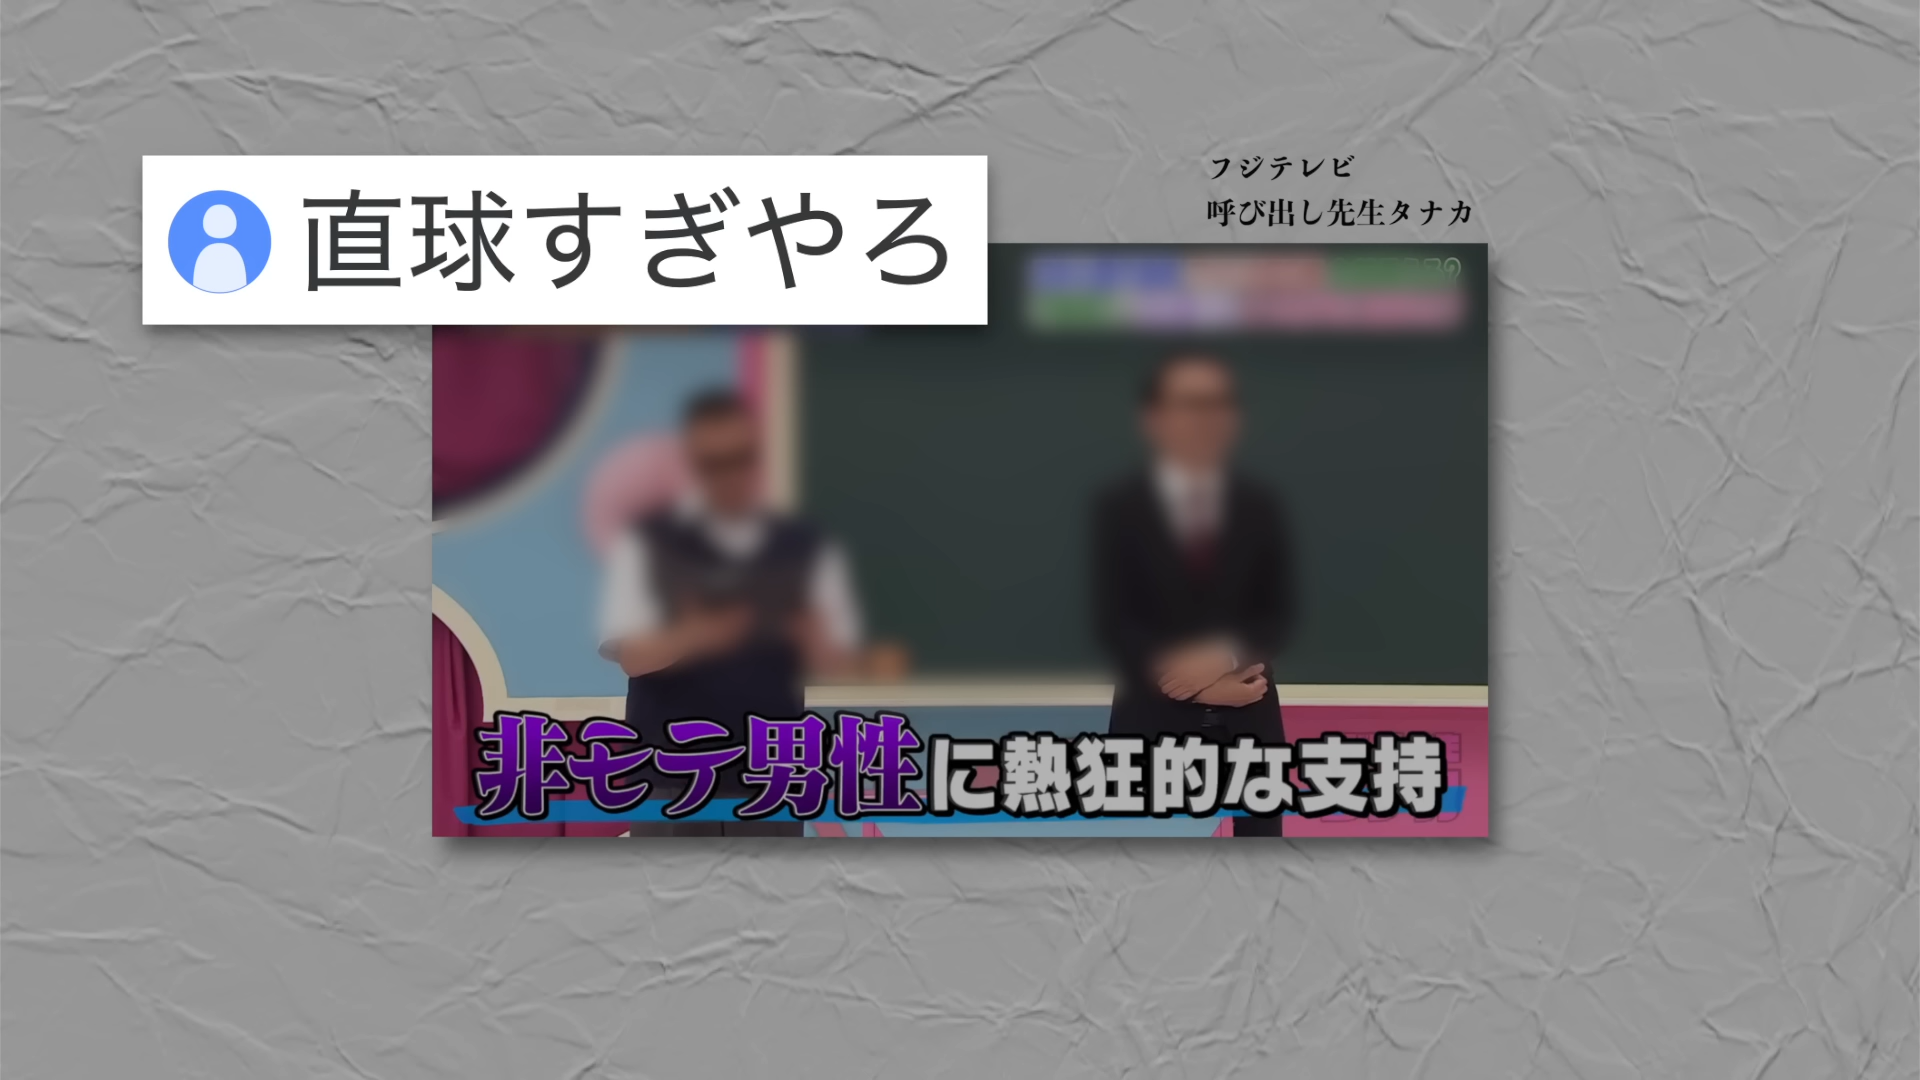 直球すぎやろ
フジテレビ
呼び出し先生タナカ
非モテ男性に熱狂的な支持